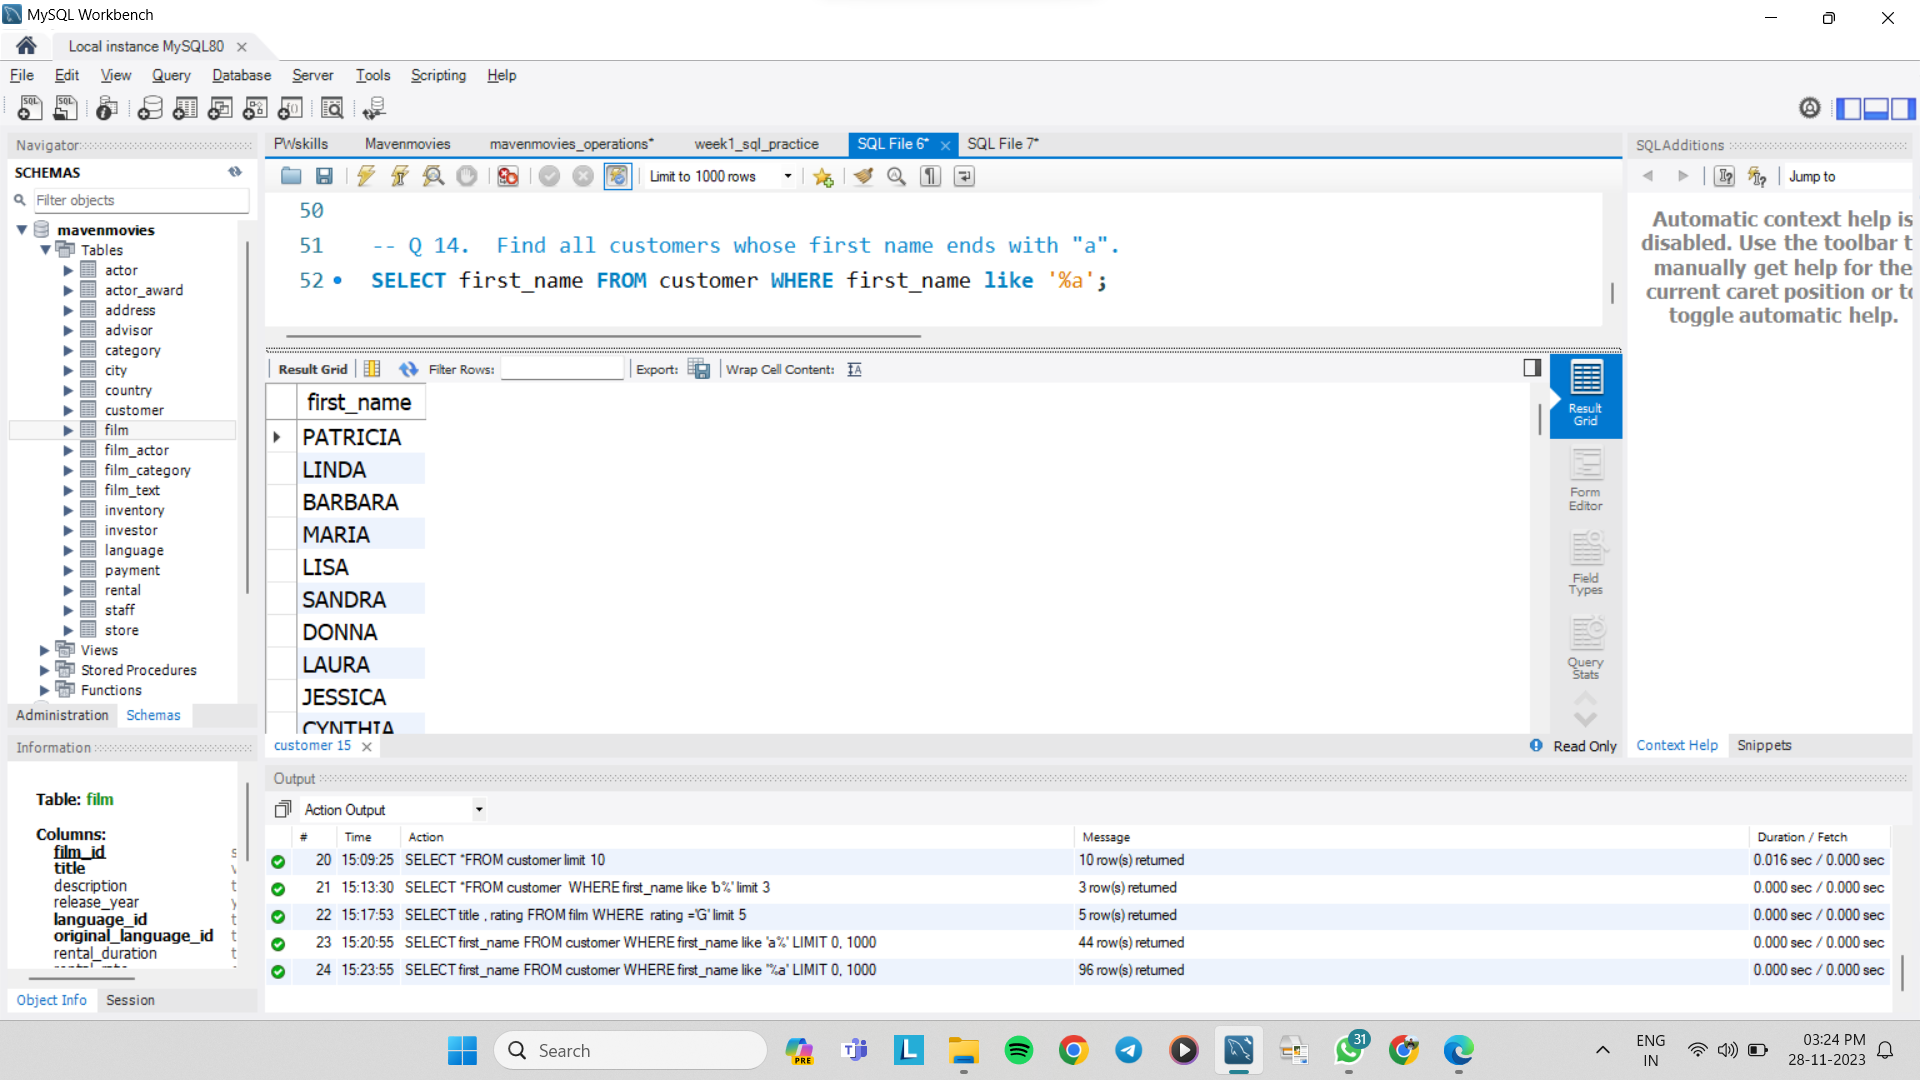 MySQL Workbench
Local instance MySQL80
File Edit View Query Database Server Tools Scripting Help
Navigator
SCHEMAS
Filter objects
mavenmovies
Tables
actor
actor_award
address
advisor
category
city
country
customer
film
film_actor
film_category
film_text
inventory
investor
language
payment
rental
staff
store
Views
Stored Procedures
Functions
Administration Schemas
Information
Table: film
Columns:
film_id
title
description
release_year
language_id
original_language_id
rental_duration
Object Info Session
PWskills Mavenmovies mavenmovies_operations* week1_sql_practice SQL File 6* SQL File 7*
Limit to 1000 rows
50
51 -- Q 14. Find all customers whose first name ends with "a".
52 SELECT first_name FROM customer WHERE first_name like '%a';
Result Grid Filter Rows: Export: Wrap Cell Content:
first_name
PATRICIA
LINDA
BARBARA
MARIA
LISA
SANDRA
DONNA
LAURA
JESSICA
CYNTHIA
Result
Grid
Form
Editor
Field
Types
Query
Stats
customer 15
Read Only
SQLAdditions
Jump to
Automatic context help is
disabled. Use the toolbar t
manually get help for the
current caret position or to
toggle automatic help.
Context Help Snippets
Output
Action Output
# Time Action Message Duration / Fetch
20 15:09:25 SELECT *FROM customer limit 10 10 row(s) returned 0.016 sec / 0.000 sec
21 15:13:30 SELECT *FROM customer WHERE first_name like 'b%' limit 3 3 row(s) returned 0.000 sec / 0.000 sec
22 15:17:53 SELECT title , rating FROM film WHERE rating ='G' limit 5 5 row(s) returned 0.000 sec / 0.000 sec
23 15:20:55 SELECT first_name FROM customer WHERE first_name like 'a%' LIMIT 0, 1000 44 row(s) returned 0.000 sec / 0.000 sec
24 15:23:55 SELECT first_name FROM customer WHERE first_name like '%a' LIMIT 0, 1000 96 row(s) returned 0.000 sec / 0.000 sec
Search
PRE
31
ENG
IN
03:24 PM
28-11-2023